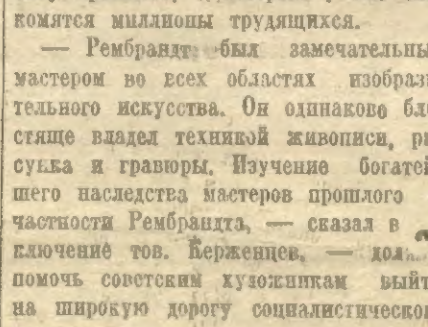 комятся миллионы трудящихся.
— Рембрандт был замечательны
мастером во всех областях изобрази
тельного искусства. Он одинаково бле
стяще владел техникой живописи, ри
сунка и гравюры. Изучение богатей
шего наследства мастеров прошлого
частности Рембрандта, — сказал в
ключение тов. Керженцев, — дол
помочь советским художникам выйт
на широкую дорогу социалистическо